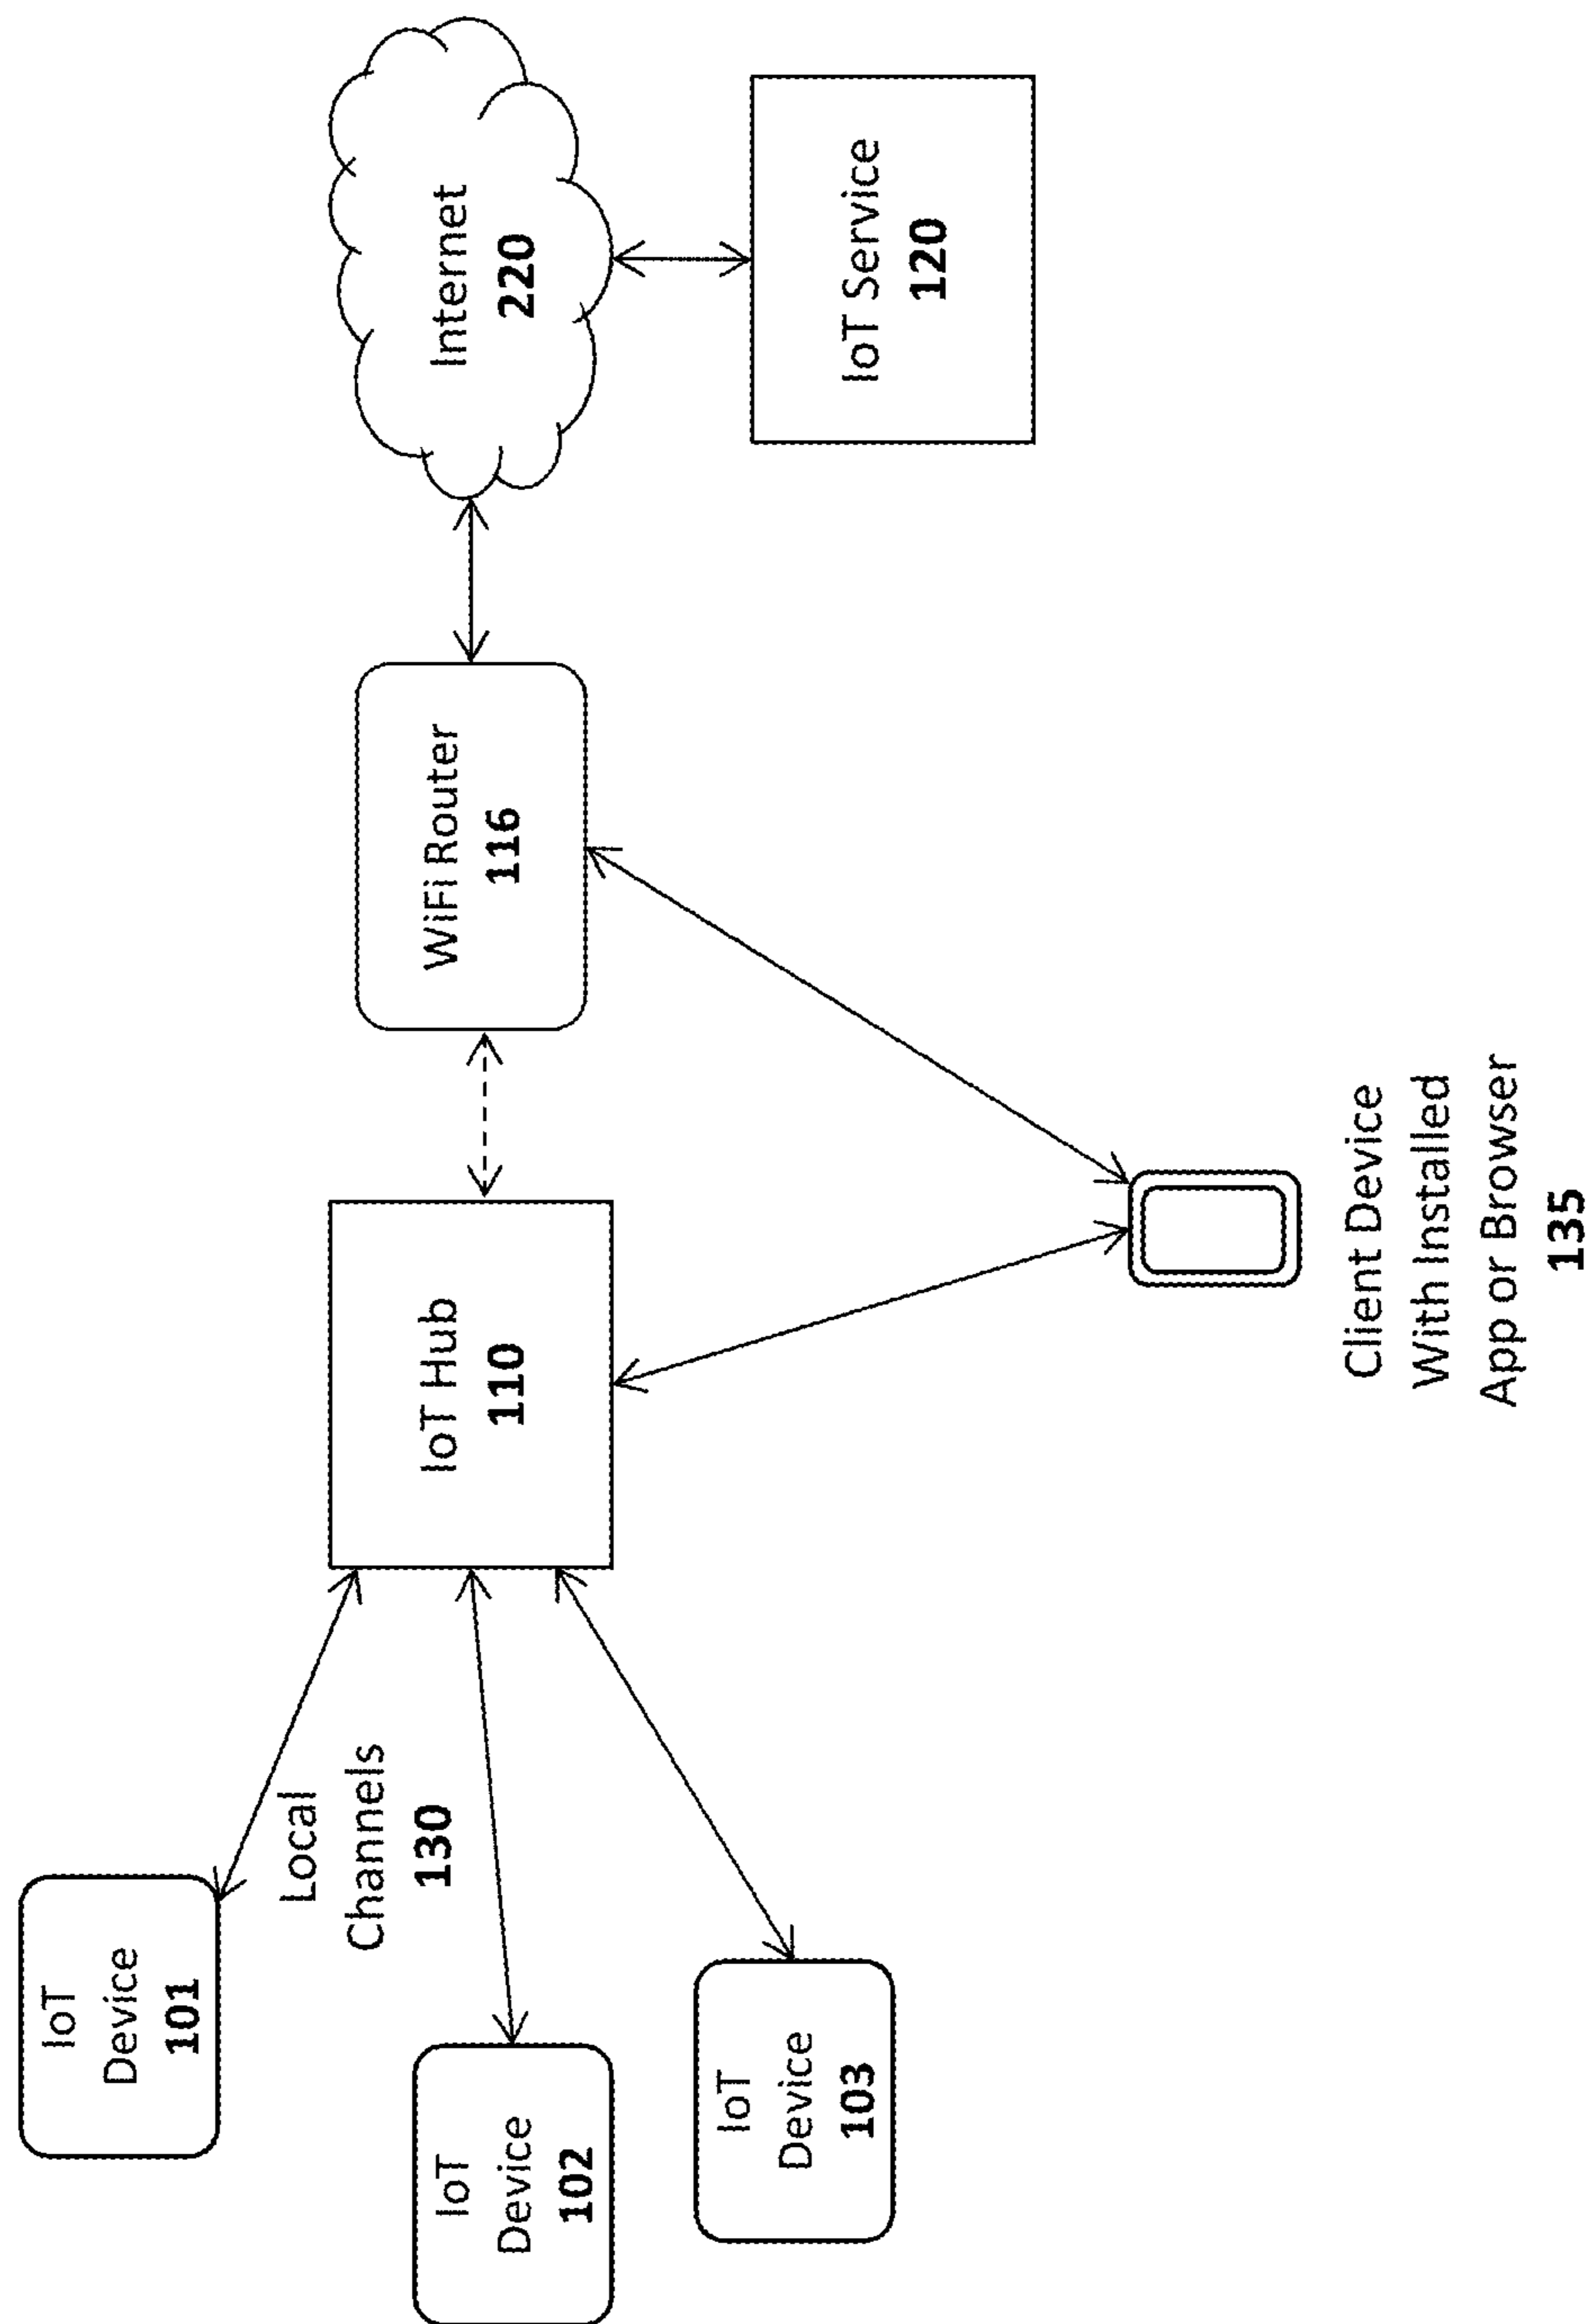 IoT
Device
101
IoT
Device
102
IoT
Device
103
Local
Channels
130
IoT Hub
110
WiFi Router
116
Internet
220
IoT Service
120
Client Device
With Installed
App or Browser
135